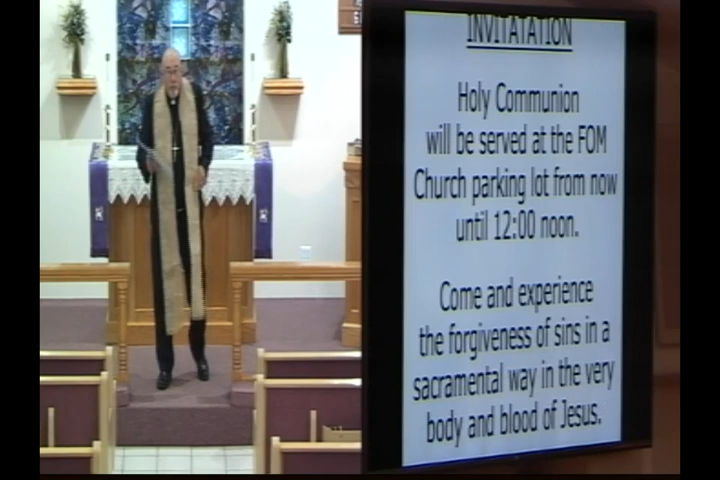 INVITATATION
Holy Communion
will be served at the FOM
Church parking lot from now
until 12:00 noon.
Come and experience
the forgiveness of sins in a
sacramental way in the very
body and blood of Jesus.